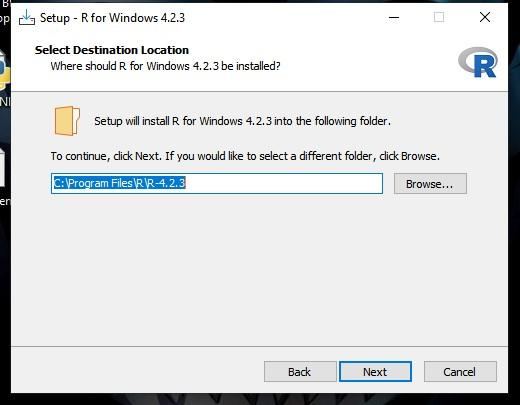 Setup - R for Windows 4.2.3
Select Destination Location
Where should R for Windows 4.2.3 be installed?
R
Setup will install R for Windows 4.2.3 into the following folder.
To continue, click Next. If you would like to select a different folder, click Browse.
C:\Program Files\R\R-4.2.3
Browse...
Back
Next
Cancel